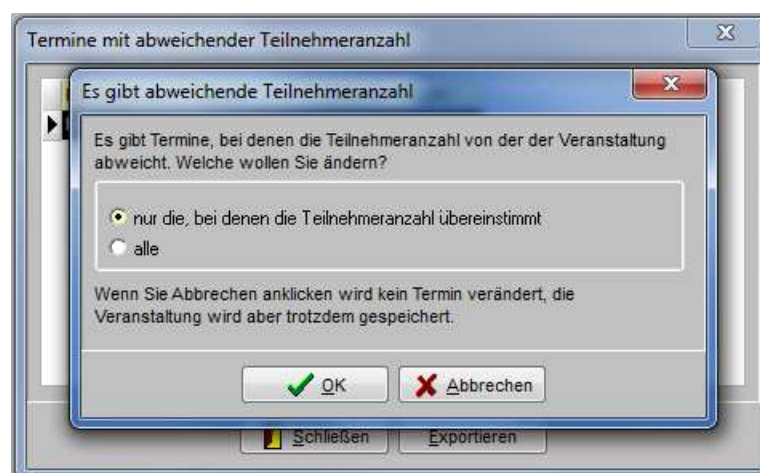 Termine mit abweichender Teilnehmeranzahl
Es gibt abweichende Teilnehmeranzahl
Es gibt Termine, bei denen die Teilnehmeranzahl von der der Veranstaltung
abweicht. Welche wollen Sie ändern?
nur die, bei denen die Teilnehmeranzahl übereinstimmt
alle
Wenn Sie Abbrechen anklicken wird kein Termin verändert, die
Veranstaltung wird aber trotzdem gespeichert.
OK
Abbrechen
Schließen
Exportieren